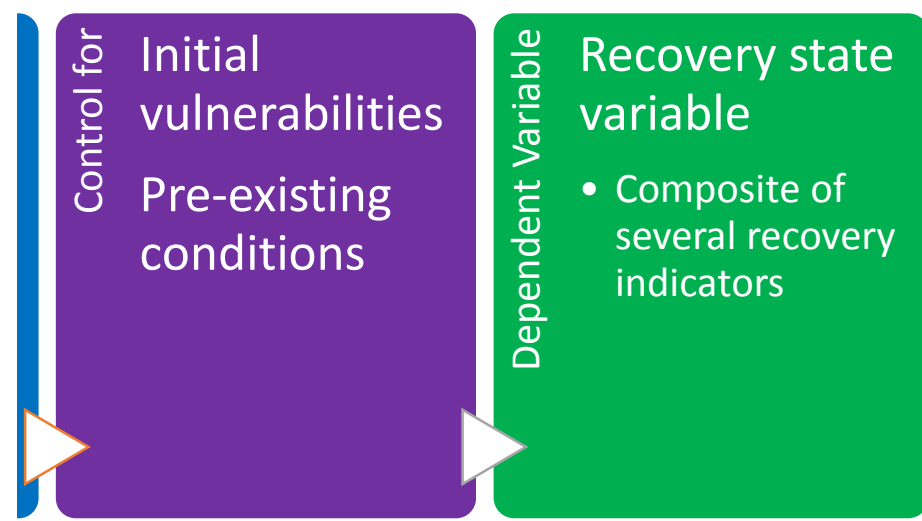 Control for
Initial
vulnerabilities
Pre-existing
conditions
Dependent Variable
Recovery state
variable
• Composite of
several recovery
indicators